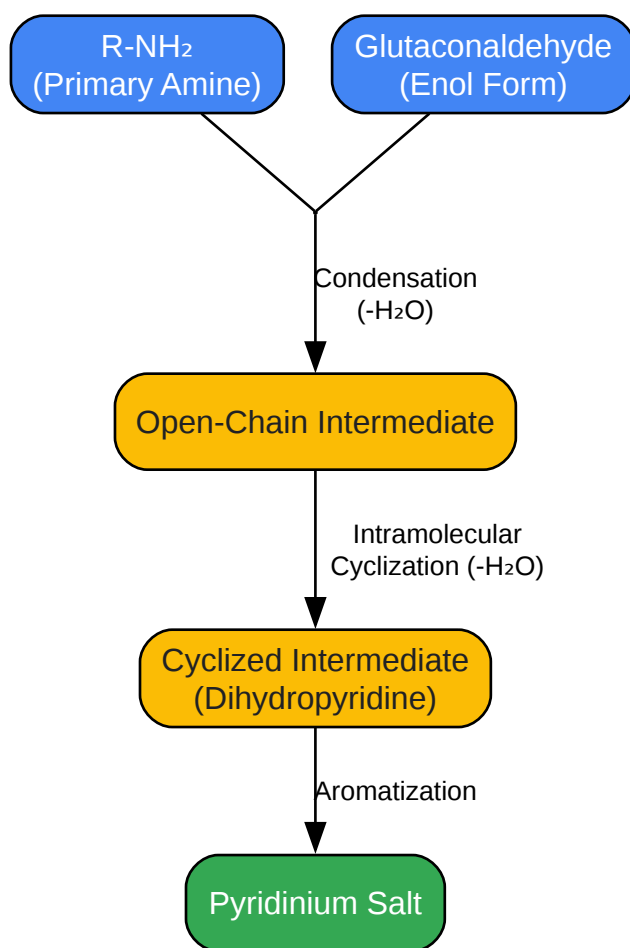 R-NH₂
(Primary Amine)
Glutaconaldehyde
(Enol Form)
Condensation
(-H₂O)
Open-Chain Intermediate
Intramolecular
Cyclization (-H₂O)
Cyclized Intermediate
(Dihydropyridine)
Aromatization
Pyridinium Salt